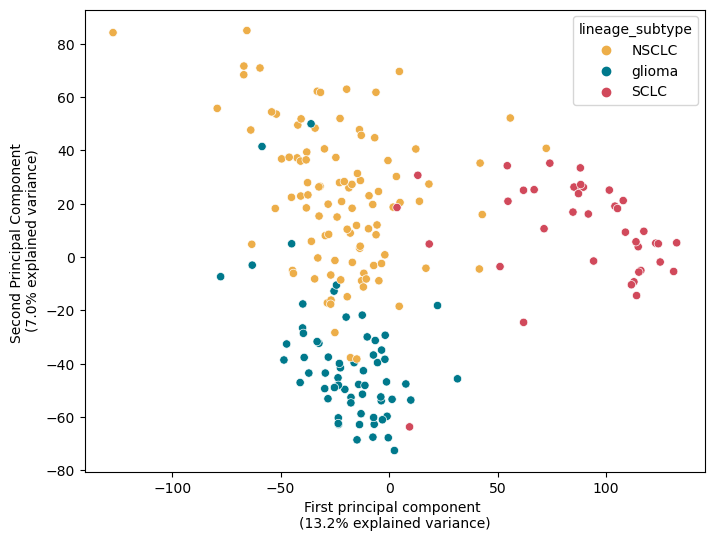 lineage_subtype
NSCLC
glioma
SCLC
80
60
40
20
0
−20
−40
−60
−80
Second Principal Component
(7.0% explained variance)
−100
−50
0
50
100
First principal component
(13.2% explained variance)